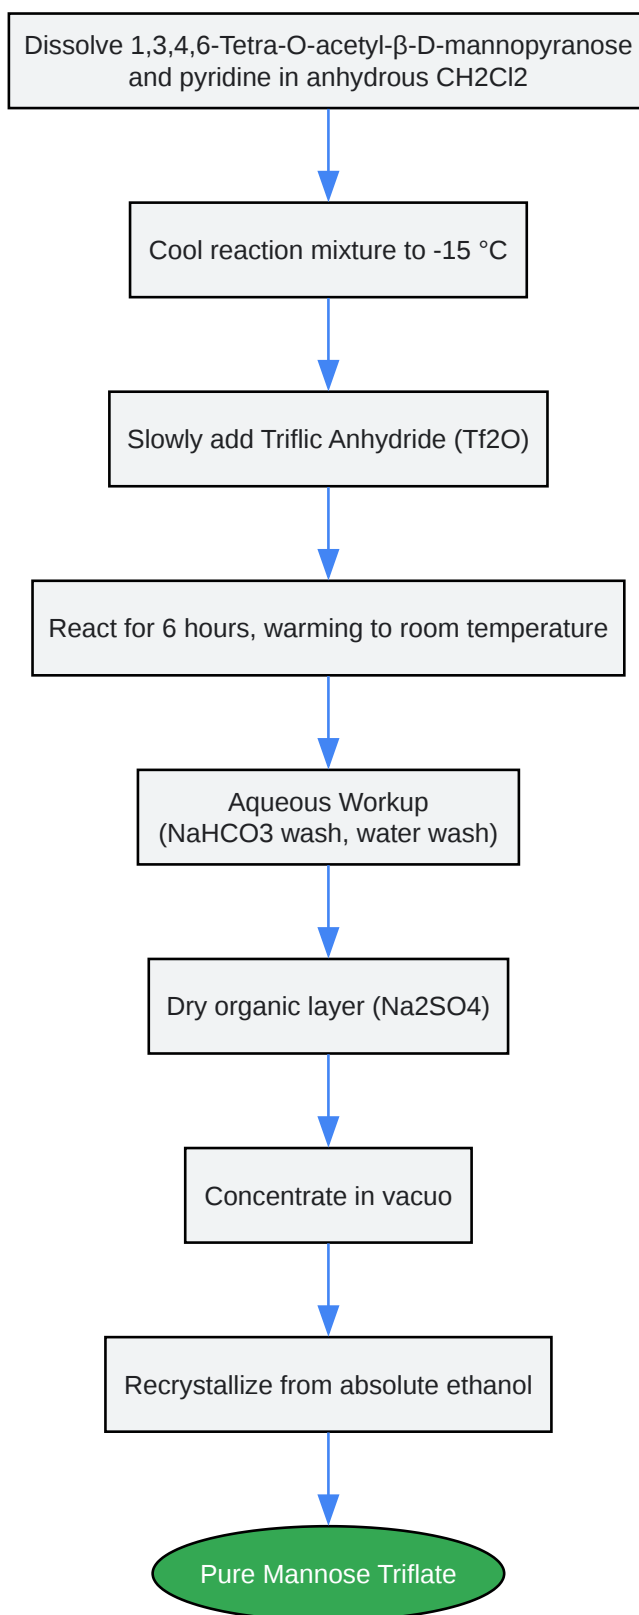 Dissolve 1,3,4,6-Tetra-O-acetyl-β-D-mannopyranose
and pyridine in anhydrous CH2Cl2
Cool reaction mixture to -15 °C
Slowly add Triflic Anhydride (Tf2O)
React for 6 hours, warming to room temperature
Aqueous Workup
(NaHCO3 wash, water wash)
Dry organic layer (Na2SO4)
Concentrate in vacuo
Recrystallize from absolute ethanol
Pure Mannose Triflate